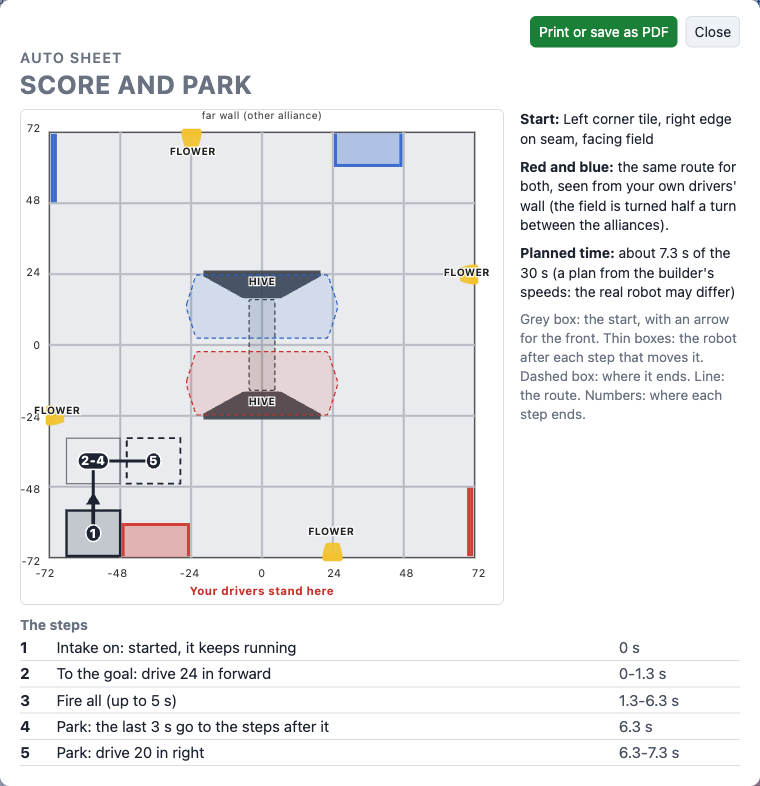 Print or save as PDF
Close
AUTO SHEET
SCORE AND PARK
far wall (other alliance)
72
48
24
0
-24
-48
-72
-72
-48
-24
0
24
48
72
FLOWER
FLOWER
HIVE
HIVE
FLOWER
2-4
5
1
FLOWER
Your drivers stand here
Start: Left corner tile, right edge
on seam, facing field
Red and blue: the same route for
both, seen from your own drivers'
wall (the field is turned half a turn
between the alliances).
Planned time: about 7.3 s of the
30 s (a plan from the builder's
speeds: the real robot may differ)
Grey box: the start, with an arrow
for the front. Thin boxes: the robot
after each step that moves it.
Dashed box: where it ends. Line:
the route. Numbers: where each
step ends.
The steps
1 Intake on: started, it keeps running 0 s
2 To the goal: drive 24 in forward 0-1.3 s
3 Fire all (up to 5 s) 1.3-6.3 s
4 Park: the last 3 s go to the steps after it 6.3 s
5 Park: drive 20 in right 6.3-7.3 s